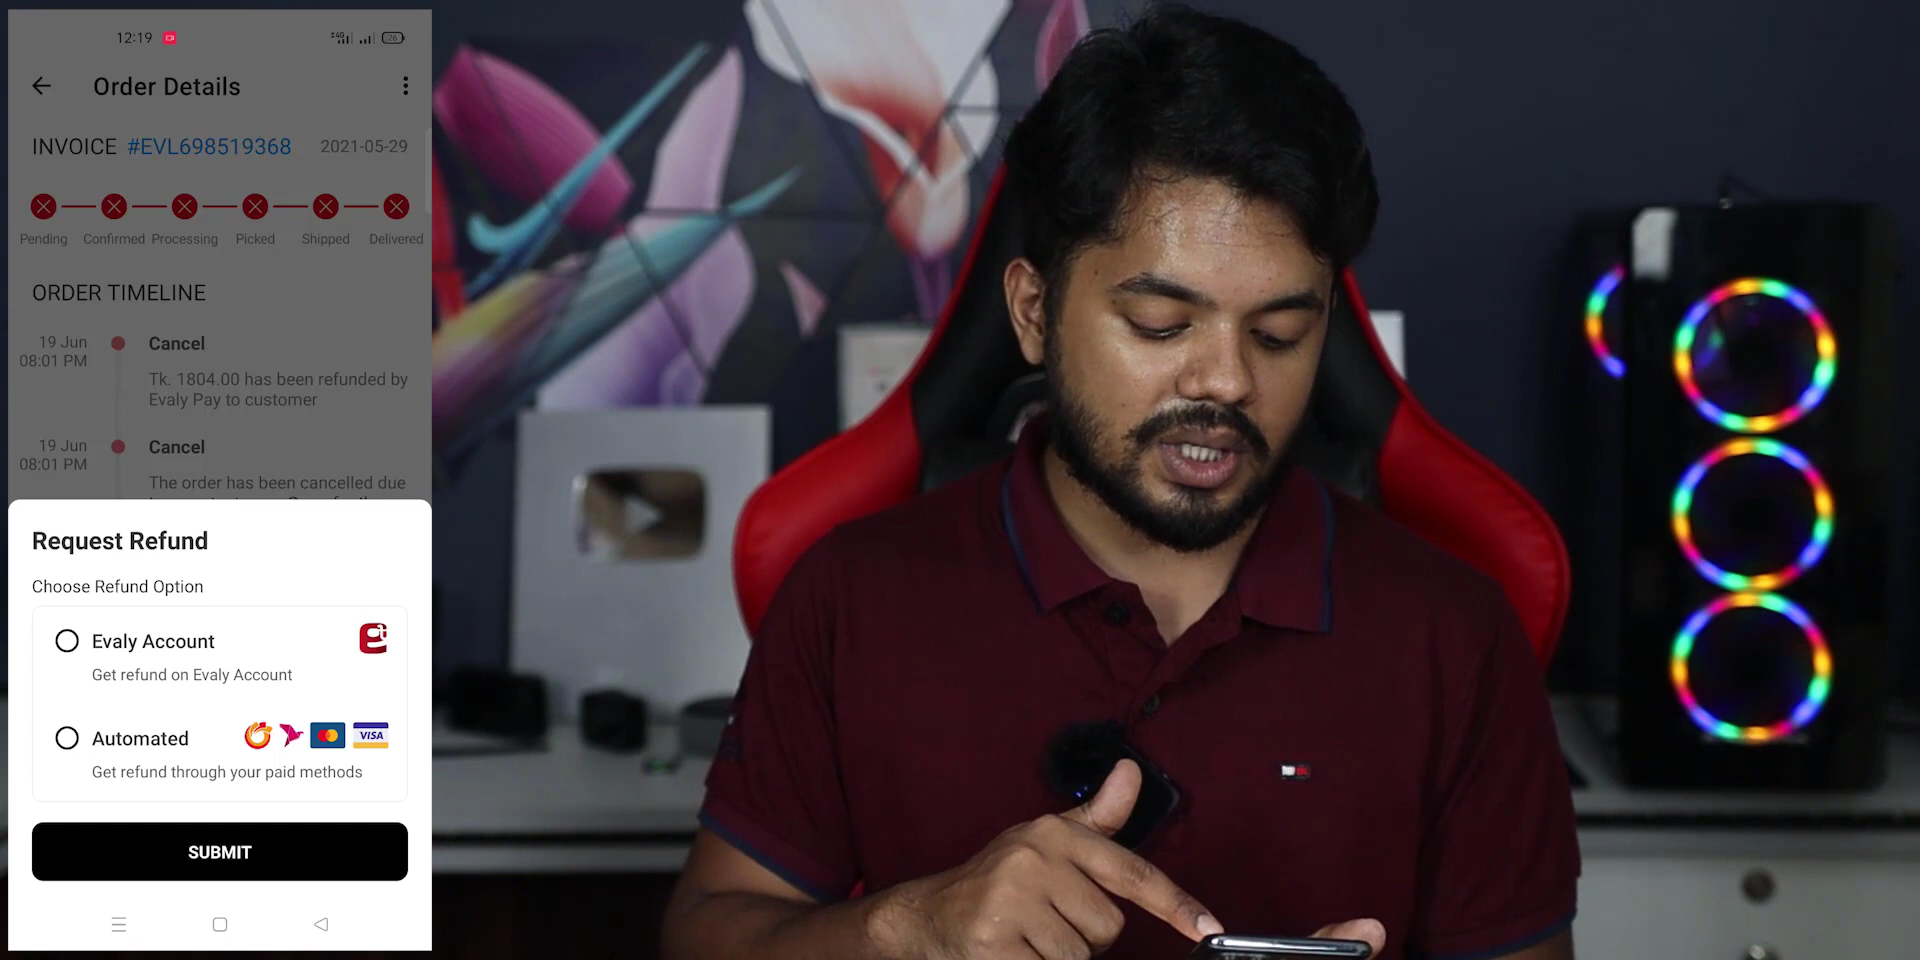 12:19
4G
26
Order Details
INVOICE #EVL698519368 2021-05-29
Pending Confirmed Processing Picked Shipped Delivered
ORDER TIMELINE
19 Jun
08:01 PM
Cancel
Tk. 1804.00 has been refunded by
Evaly Pay to customer
19 Jun
08:01 PM
Cancel
The order has been cancelled due
Request Refund
Choose Refund Option
Evaly Account
Get refund on Evaly Account
Automated
VISA
Get refund through your paid methods
SUBMIT